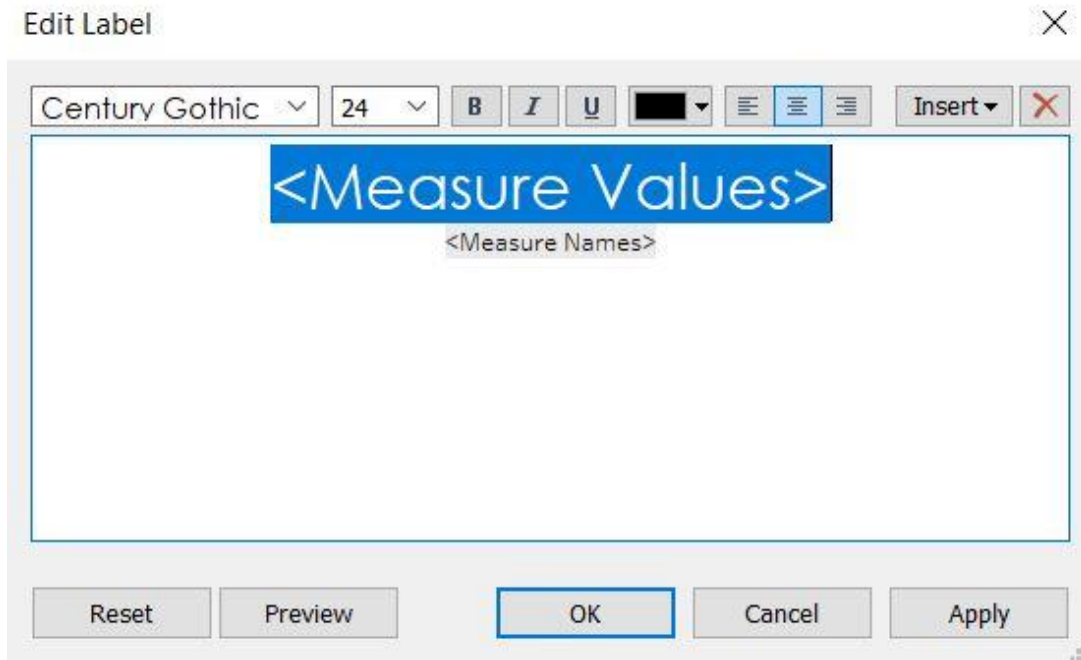 Edit Label
Century Gothic 24 B I U Insert
<Measure Values>
<Measure Names>
Reset Preview OK Cancel Apply